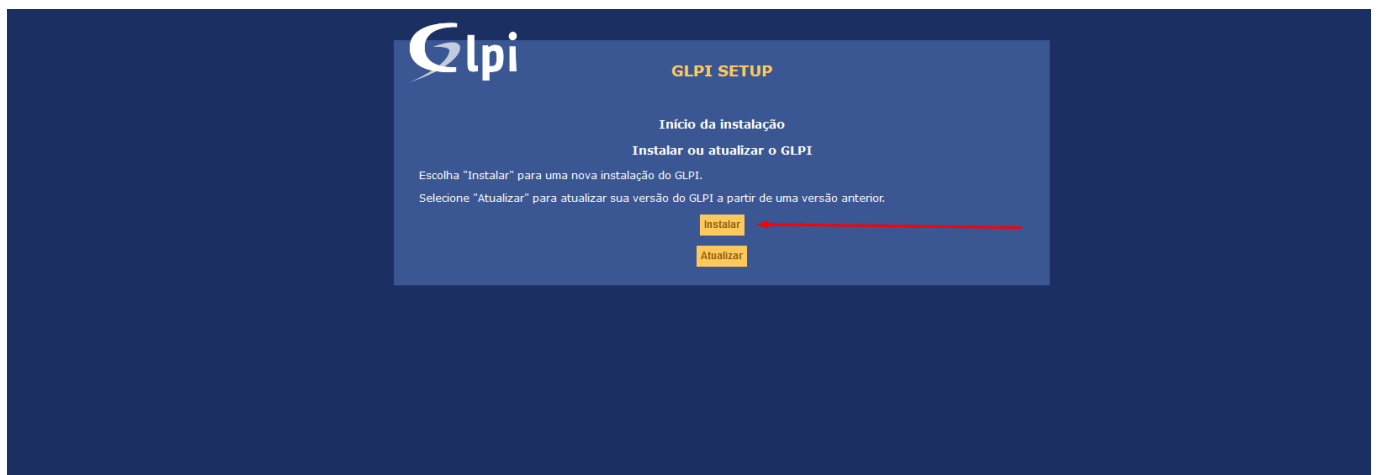 Glpi
GLPI SETUP
Início da instalação
Instalar ou atualizar o GLPI
Escolha "Instalar" para uma nova instalação do GLPI.
Selecione "Atualizar" para atualizar sua versão do GLPI a partir de uma versão anterior.
Instalar
Atualizar